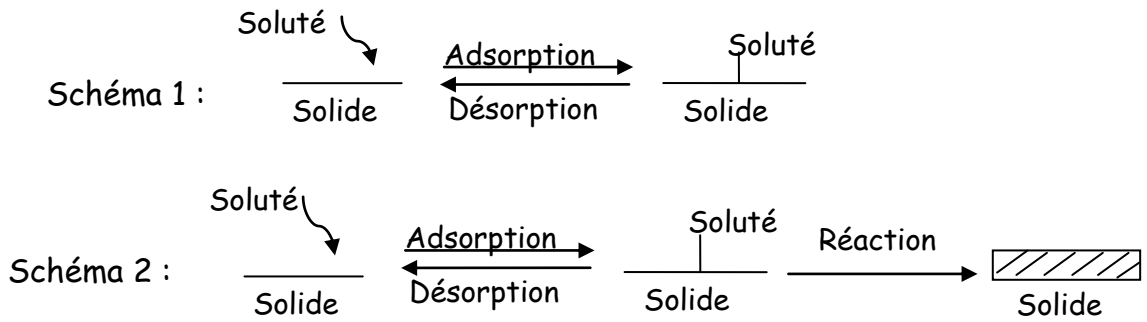 Soluté
Adsorption
Soluté
Schéma 1 :
Solide
Désorption
Solide
Soluté
Adsorption
Soluté
Réaction
Schéma 2 :
Solide
Désorption
Solide
Solide